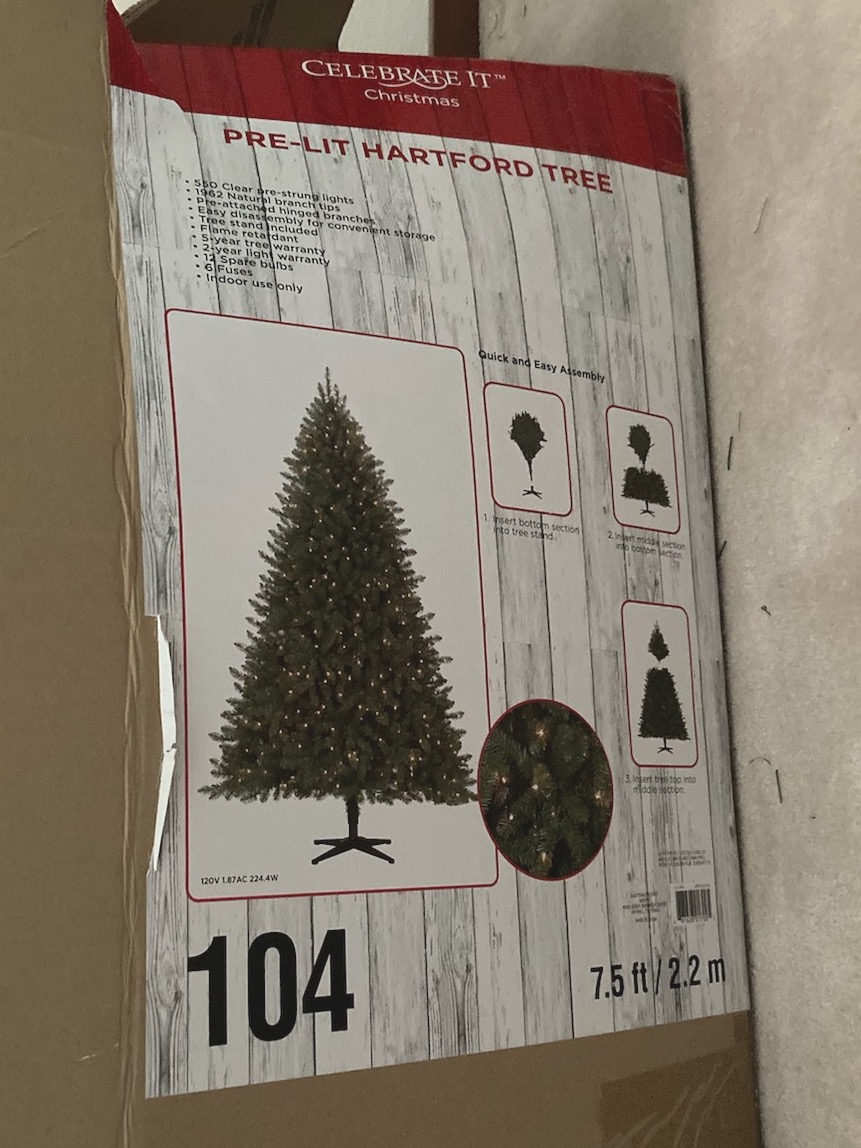 CELEBRATE IT™
Christmas
PRE-LIT HARTFORD TREE
• 550 Clear pre-strung lights
• 1962 Natural branch tips
• Pre-attached hinged branches
• Easy disassembly for convenient storage
• Tree stand included
• Flame retardant
• 5-year tree warranty
• 2-year light warranty
• 12 Spare bulbs
• 6 Fuses
• Indoor use only
Quick and Easy Assembly
1. Insert bottom section
into tree stand.
2. Insert middle section
into bottom section.
3. Insert tree top into
middle section.
120V 1.87AC 224.4W
104
7.5 ft / 2.2 m